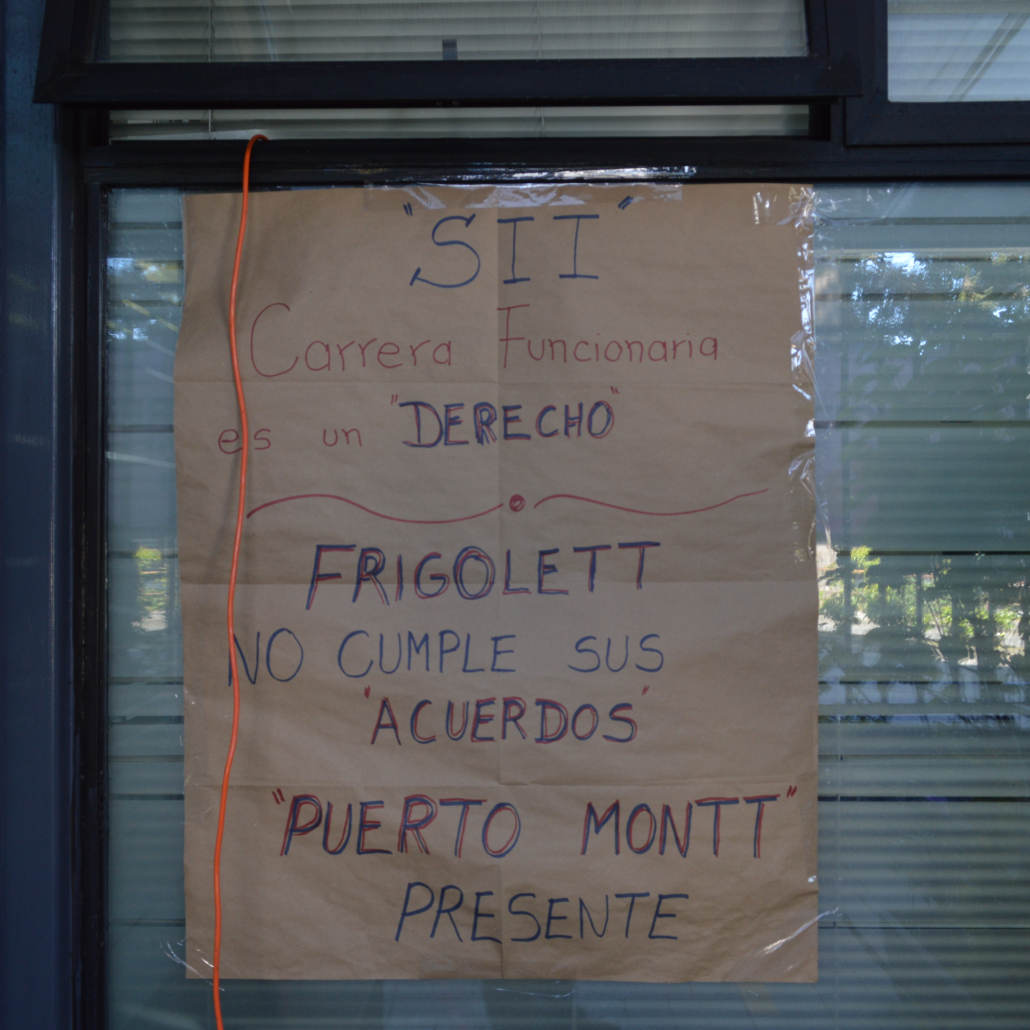 "SII"
Carrera Funcionaria
es un "DERECHO"
FRIGOLETT
NO CUMPLE SUS
"ACUERDOS"
"PUERTO MONTT"
PRESENTE